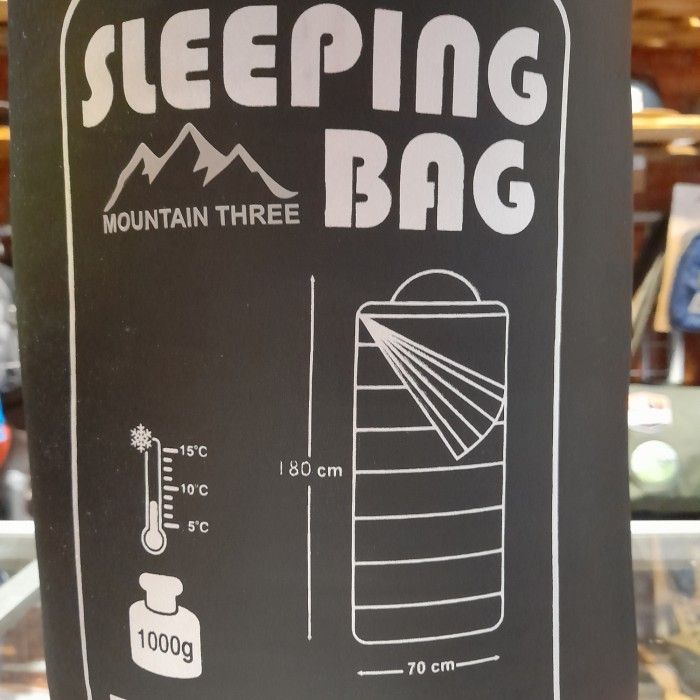 SLEEPING
BAG
MOUNTAIN THREE
15°C
10°C
5°C
180 cm
1000g
70 cm